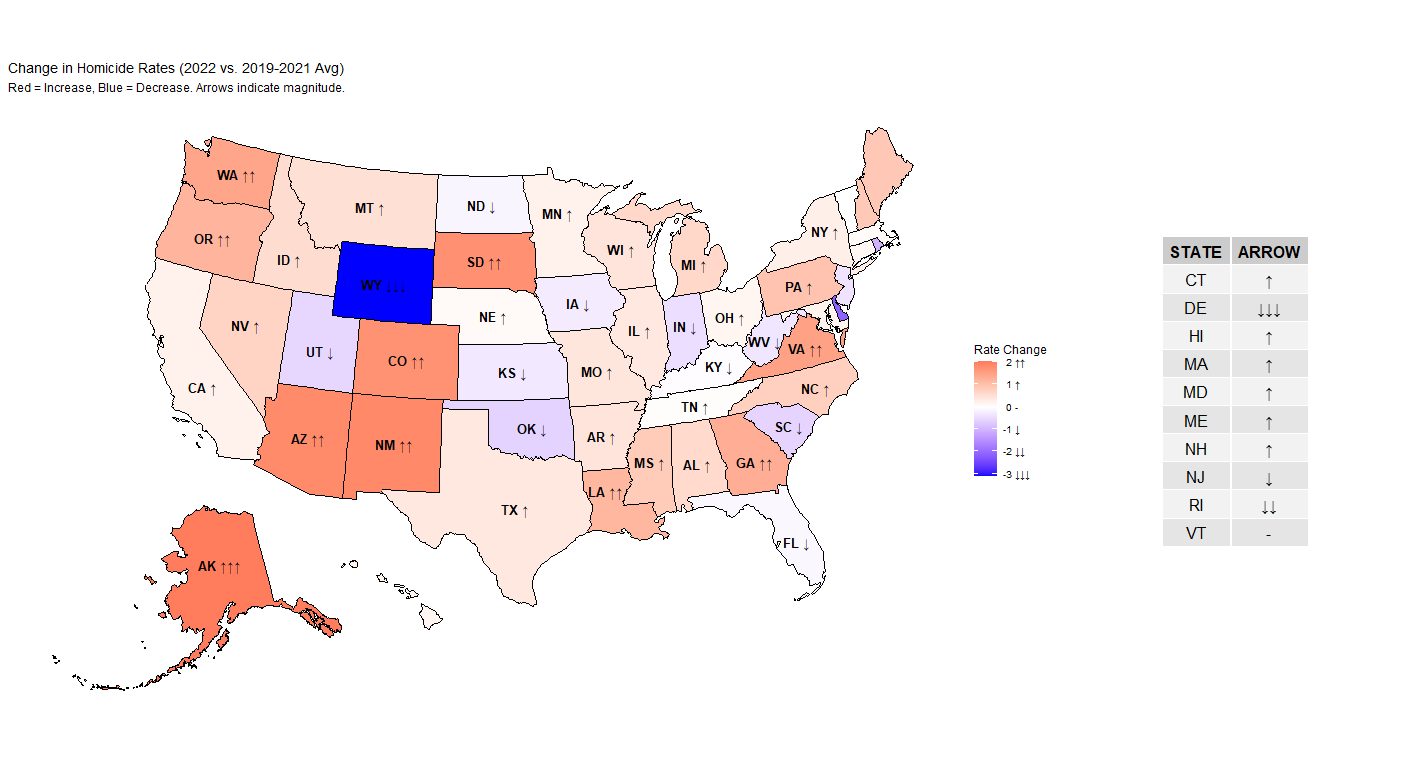 Change in Homicide Rates (2022 vs. 2019-2021 Avg)
Red = Increase, Blue = Decrease. Arrows indicate magnitude.
WA ↑↑
MT ↑
ND ↓
MN ↑
OR ↑↑
ID ↑
SD ↑↑
WI ↑
MI ↑
NY ↑
WY ↓↓↓
IA ↓
PA ↑
NV ↑
NE ↑
IL ↑
IN ↓
OH ↑
UT ↓
CO ↑↑
WV ↓
VA ↑↑
CA ↑
KS ↓
MO ↑
KY ↓
NC ↑
AZ ↑↑
NM ↑↑
OK ↓
AR ↑
TN ↑
SC ↓
MS ↑
AL ↑
GA ↑↑
LA ↑↑
TX ↑
FL ↓
AK ↑↑↑
Rate Change
2 ↑↑
1 ↑
0 -
-1 ↓
-2 ↓↓
-3 ↓↓↓
STATE ARROW
CT ↑
DE ↓↓↓
HI ↑
MA ↑
MD ↑
ME ↑
NH ↑
NJ ↓
RI ↓↓
VT -